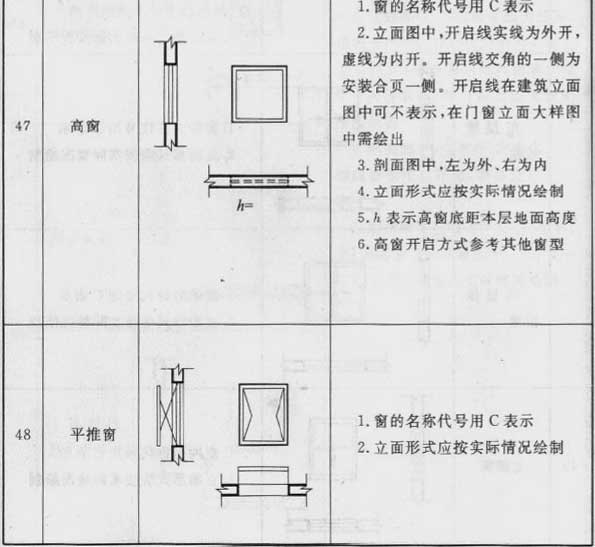 47
高窗
h=
1.窗的名称代号用 C 表示
2.立面图中,开启线实线为外开,
虚线为内开。开启线交角的一侧为
安装合页一侧。开启线在建筑立面
图中可不表示,在门窗立面大样图
中需绘出
3.剖面图中,左为外、右为内
4.立面形式应按实际情况绘制
5.h 表示高窗底距本层地面高度
6.高窗开启方式参考其他窗型
48
平推窗
1.窗的名称代号用 C 表示
2.立面形式应按实际情况绘制